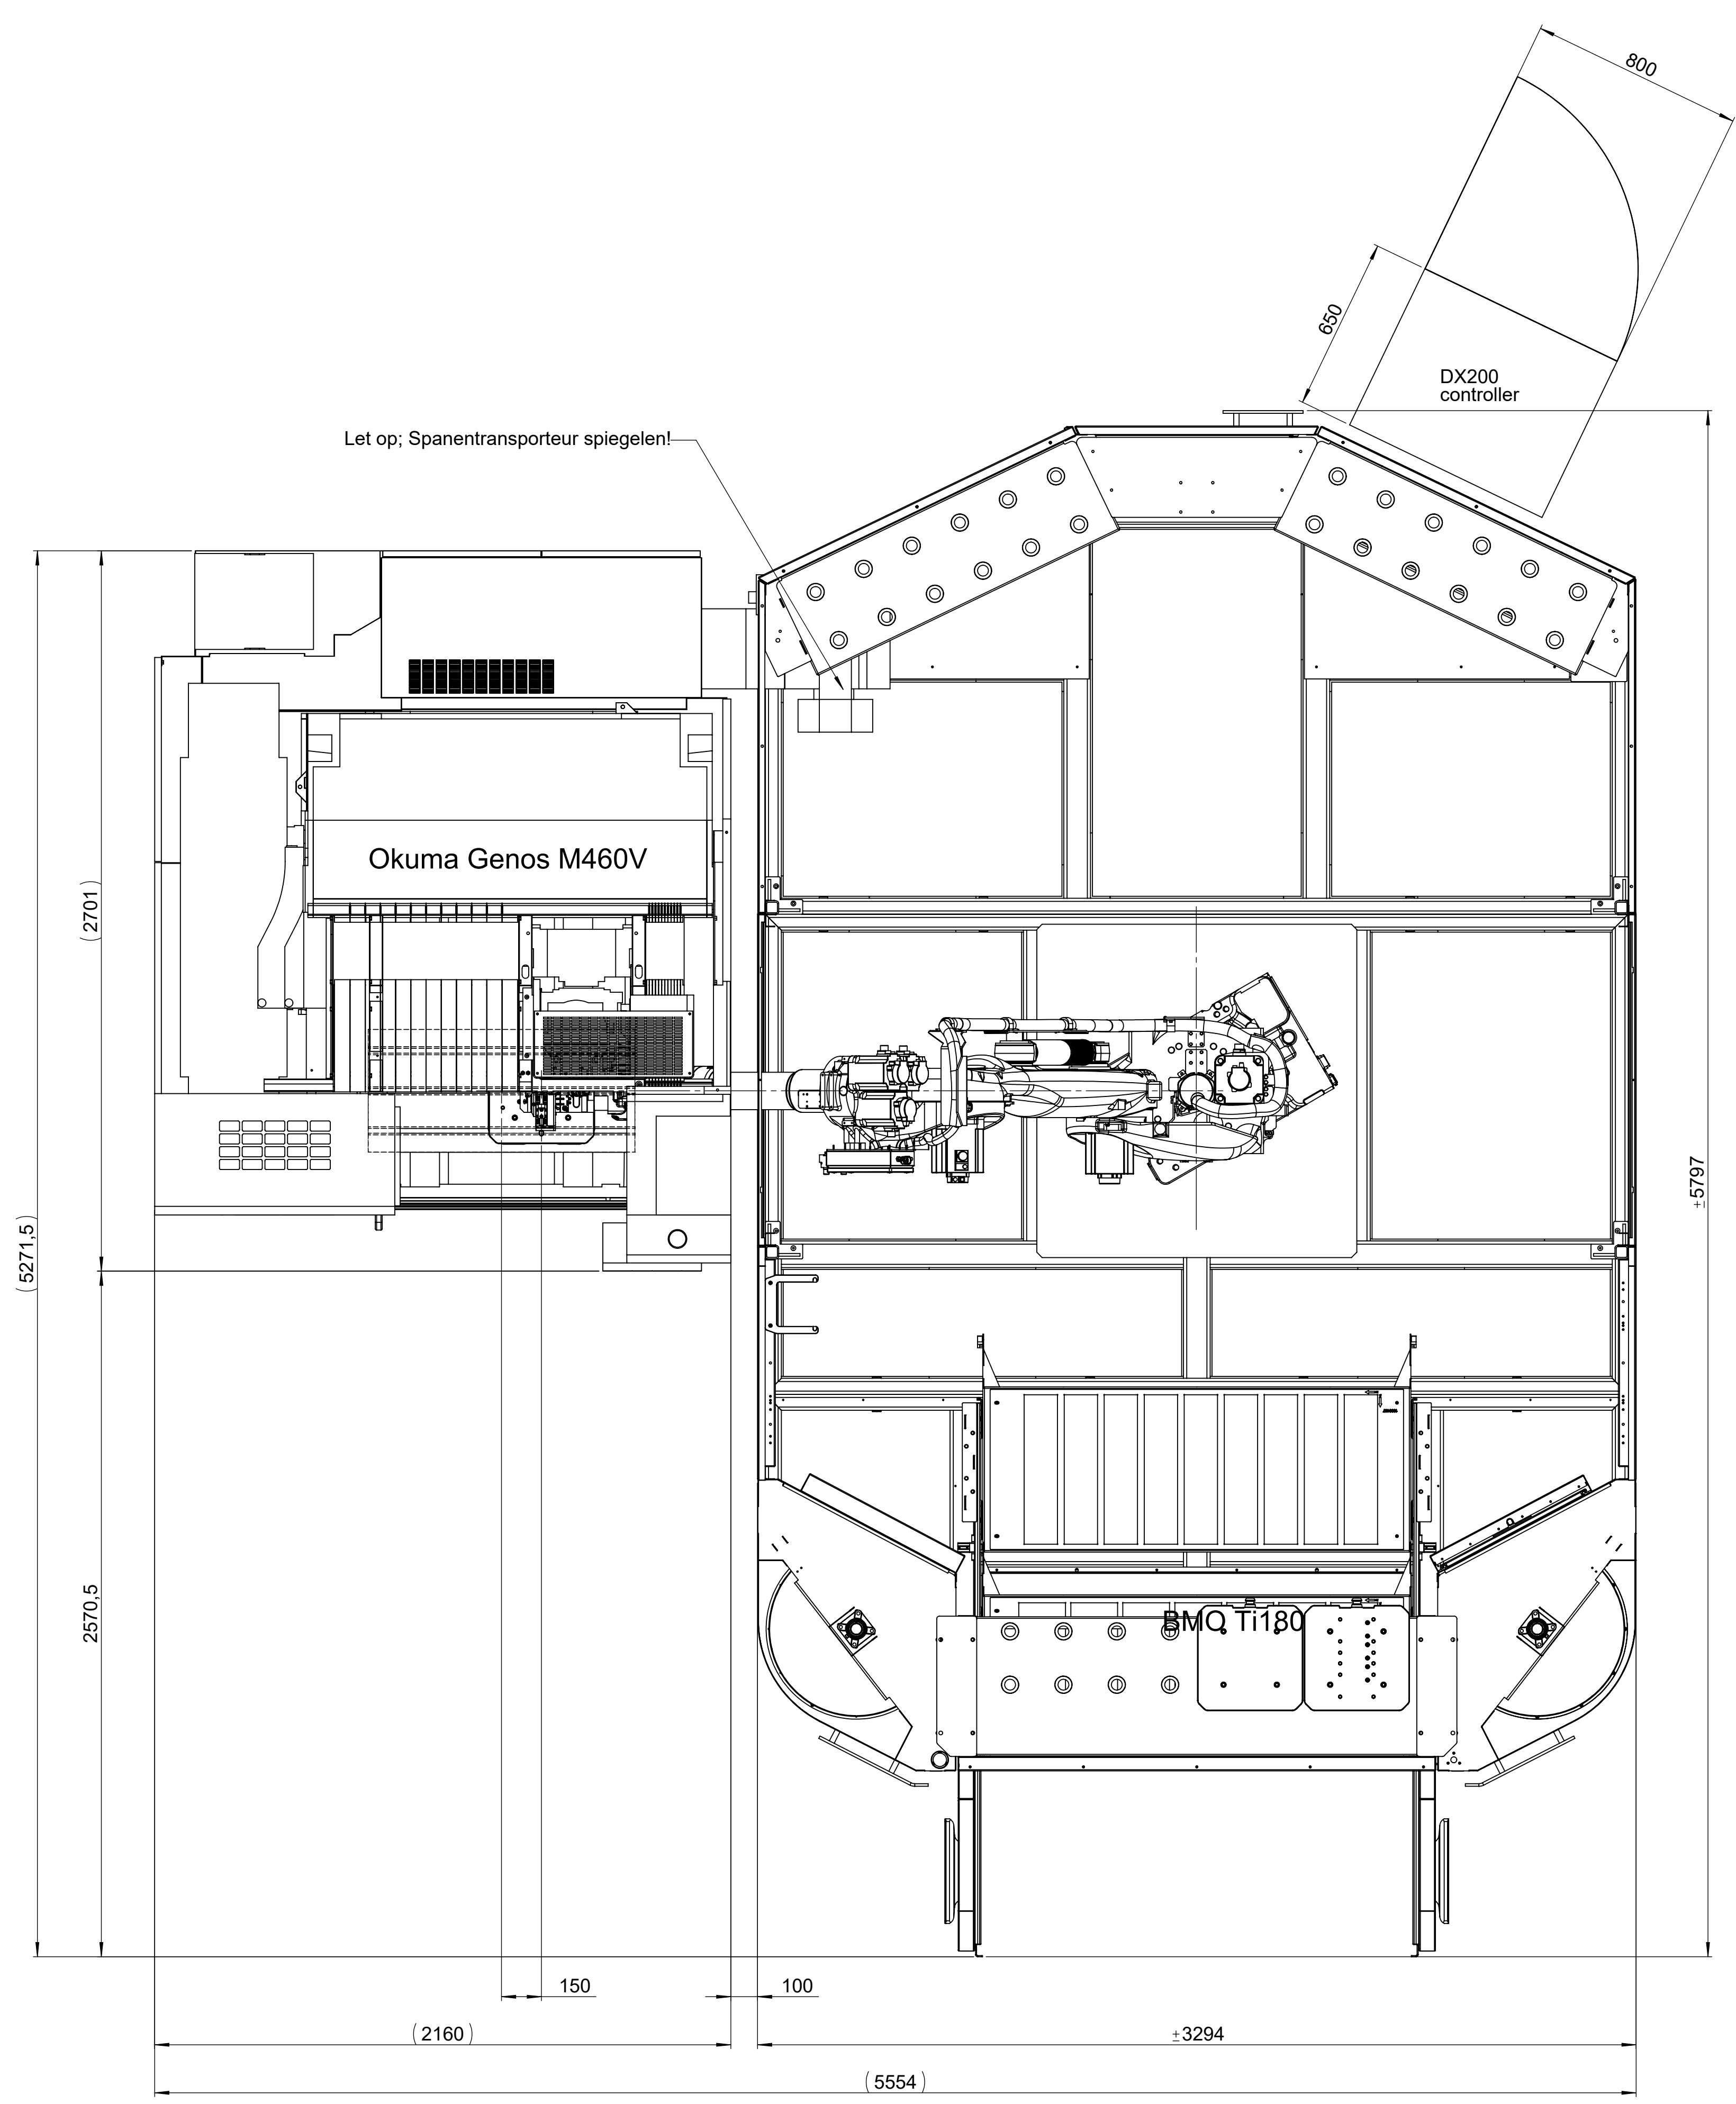 800
650
DX200
controller
Let op; Spanentransporteur spiegelen!
Okuma Genos M460V
(2701)
±5797
(5271,5)
2570,5
BMO Ti180
150
100
(2160)
±3294
(5554)